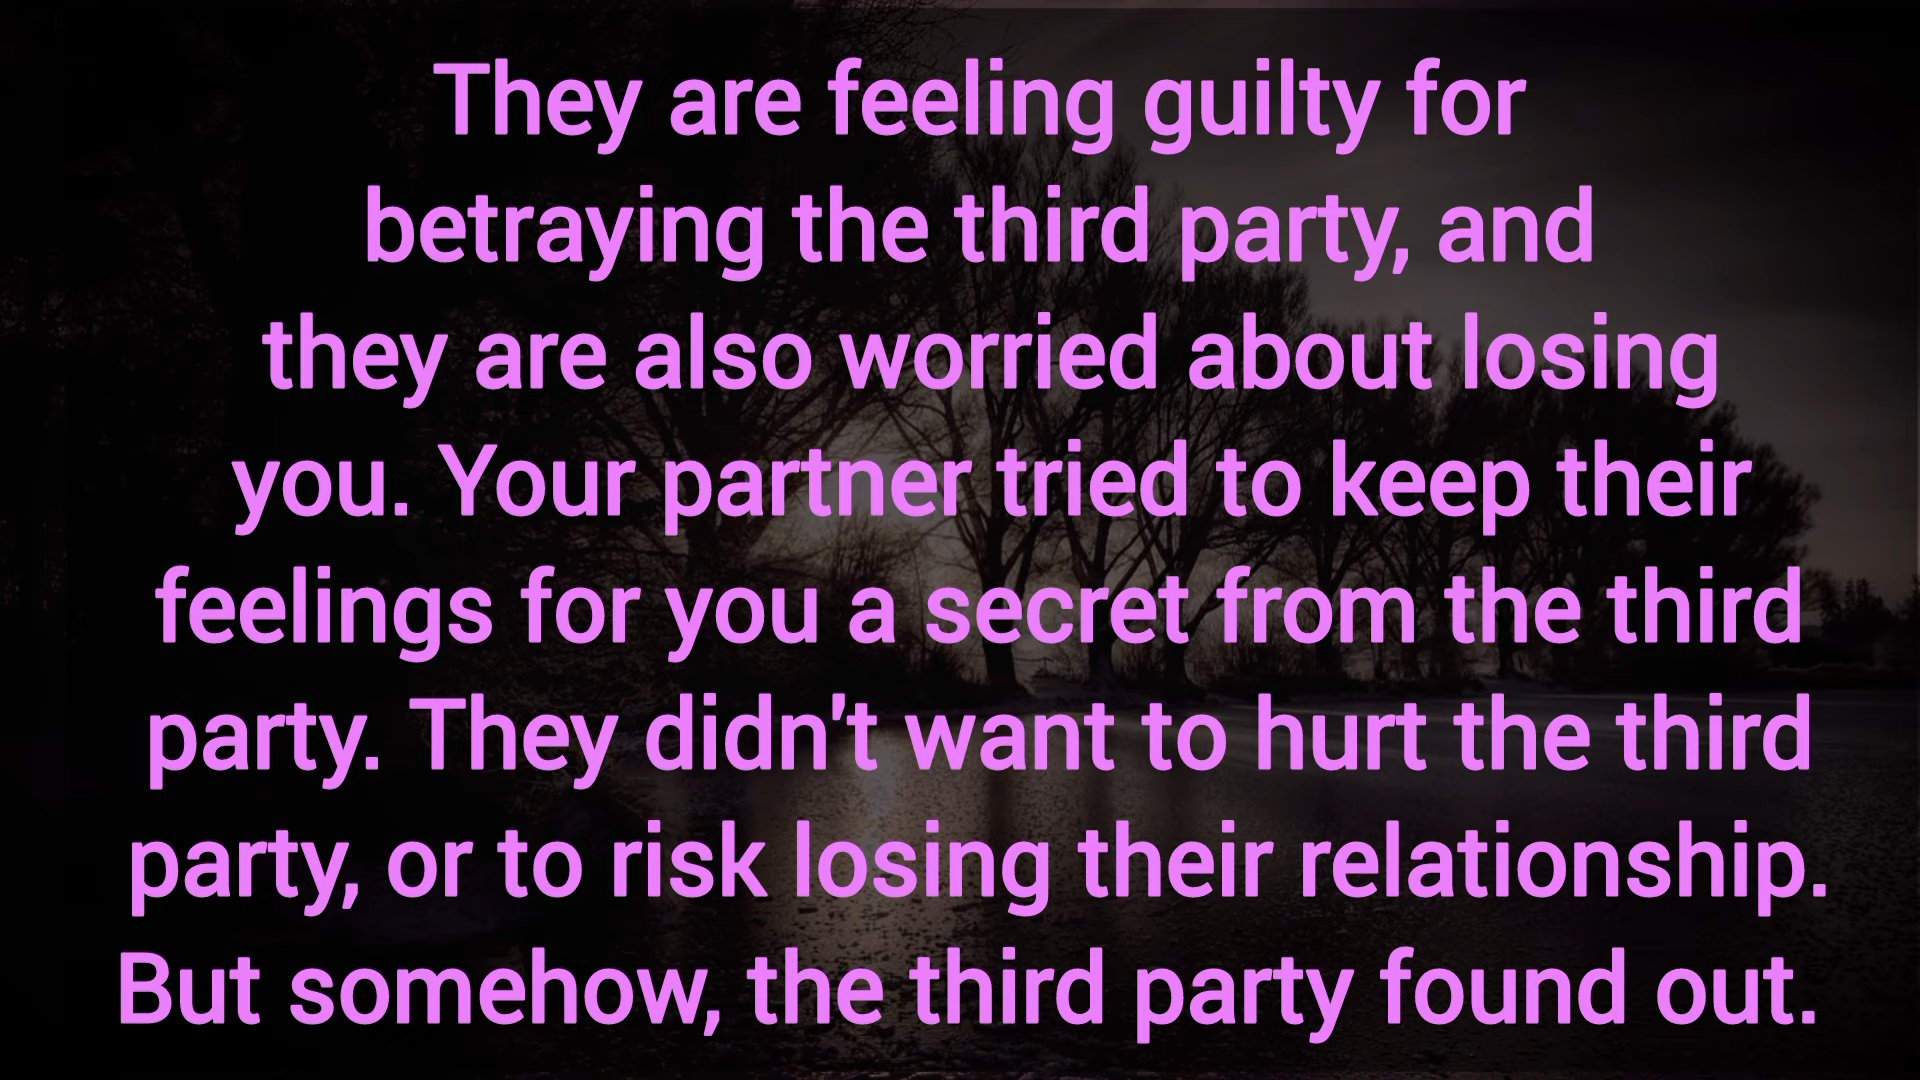 They are feeling guilty for
betraying the third party, and
they are also worried about losing
you. Your partner tried to keep their
feelings for you a secret from the third
party. They didn't want to hurt the third
party, or to risk losing their relationship.
But somehow, the third party found out.